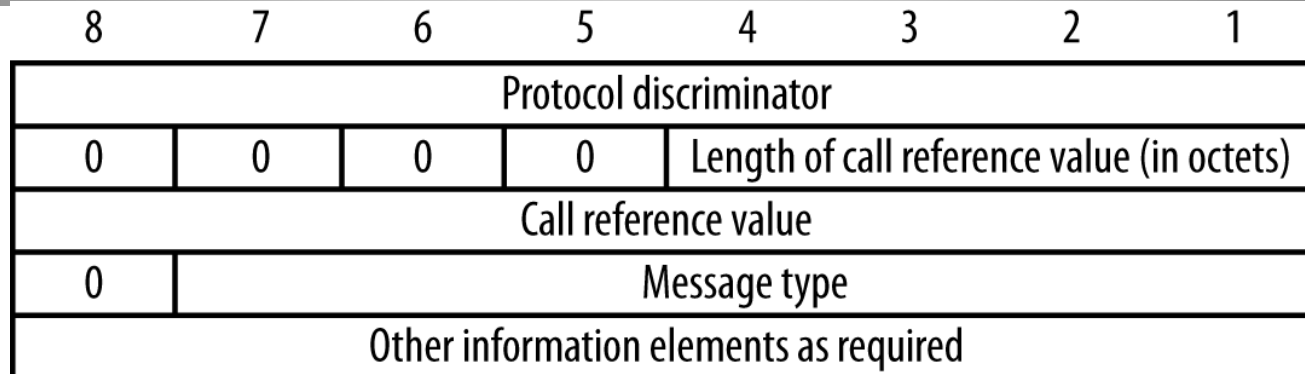 8 7 6 5 4 3 2 1
Protocol discriminator
0 0 0 0 Length of call reference value (in octets)
Call reference value
0 Message type
Other information elements as required